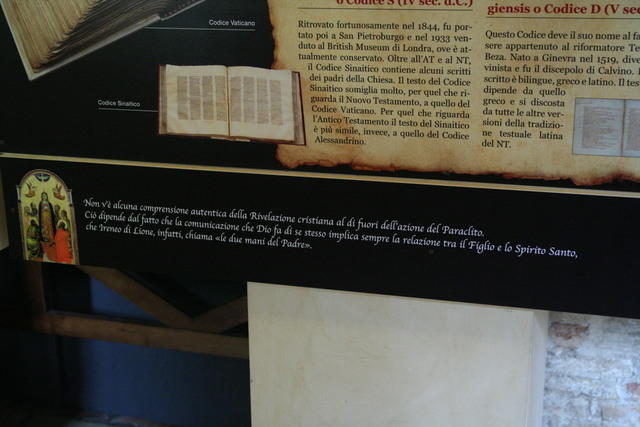 Codice Vaticano
Codice Sinaitico
o Codice S (IV sec. d.C.)
Ritrovato fortunosamente nel 1844, fu por-
tato poi a San Pietroburgo e nel 1933 ven-
duto al British Museum di Londra, ove è at-
tualmente conservato. Oltre all'AT e al NT,
il Codice Sinaitico contiene alcuni scritti
dei padri della Chiesa. Il testo del Codice
Sinaitico somiglia molto, per quel che ri-
guarda il Nuovo Testamento, a quello del
Codice Vaticano. Per quel che riguarda
l'Antico Testamento il testo del Sinaitico
è più simile, invece, a quello del Codice
Alessandrino.
giensis o Codice D (V sec
Questo Codice deve il suo nome al fa
sere appartenuto al riformatore Te
Beza. Nato a Ginevra nel 1519, dive
vinista e fu il discepolo di Calvino. I
scritto è bilingue, greco e latino. Il test
dipende da quello
greco e si discosta
da tutte le altre ver-
sioni della tradizio-
ne testuale latina
del NT.
Non v'è alcuna comprensione autentica della Rivelazione cristiana al di fuori dell'azione del Paraclito.
Ciò dipende dal fatto che la comunicazione che Dio fa di se stesso implica sempre la relazione tra il Figlio e lo Spirito Santo,
che Ireneo di Lione, infatti, chiama «le due mani del Padre».